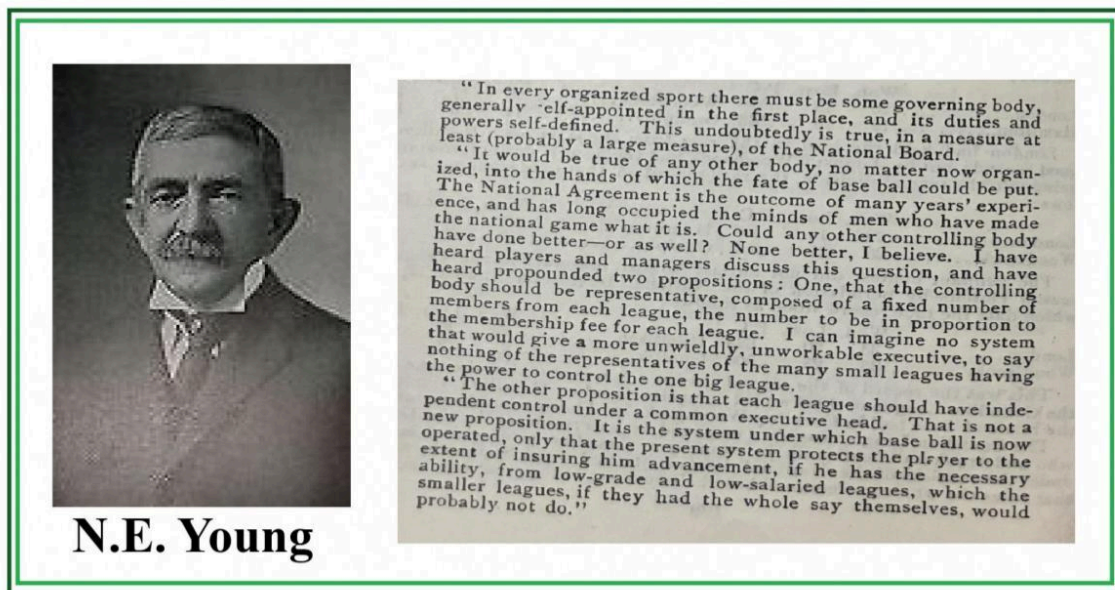 “In every organized sport there must be some governing body,
generally elf-appointed in the first place, and its duties and
powers self-defined. This undoubtedly is true, in a measure at
least (probably a large measure), of the National Board.
“It would be true of any other body, no matter now organ-
ized, into the hands of which the fate of base ball could be put.
The National Agreement is the outcome of many years’ experi-
ence, and has long occupied the minds of men who have made
the national game what it is. Could any other controlling body
have done better—or as well? None better, I believe. I have
heard players and managers discuss this question, and have
heard propounded two propositions: One, that the controlling
body should be representative, composed of a fixed number of
members from each league, the number to be in proportion to
the membership fee for each league. I can imagine no system
that would give a more unwieldly, unworkable executive, to say
nothing of the representatives of the many small leagues having
the power to control the one big league.
“The other proposition is that each league should have inde-
pendent control under a common executive head. That is not a
new proposition. It is the system under which base ball is now
operated, only that the present system protects the player to the
extent of insuring him advancement, if he has the necessary
ability, from low-grade and low-salaried leagues, which the
smaller leagues, if they had the whole say themselves, would
probably not do.”
N.E. Young